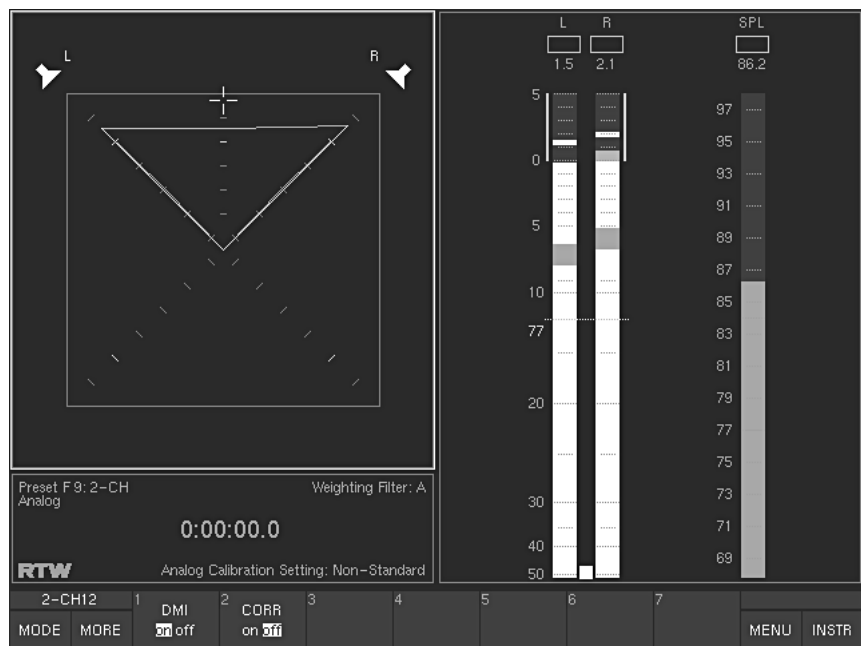 L
R
L R SPL
1.5 2.1 86.2
5
0
5
10
77
20
30
40
50
97
95
93
91
89
87
85
83
81
79
77
75
73
71
69
Preset F 9: 2-CH Weighting Filter: A
Analog
0:00:00.0
RTW Analog Calibration Setting: Non-Standard
2-CH12 1 DMI 2 CORR 3 4 5 6 7
MODE MORE on off on off MENU INSTR